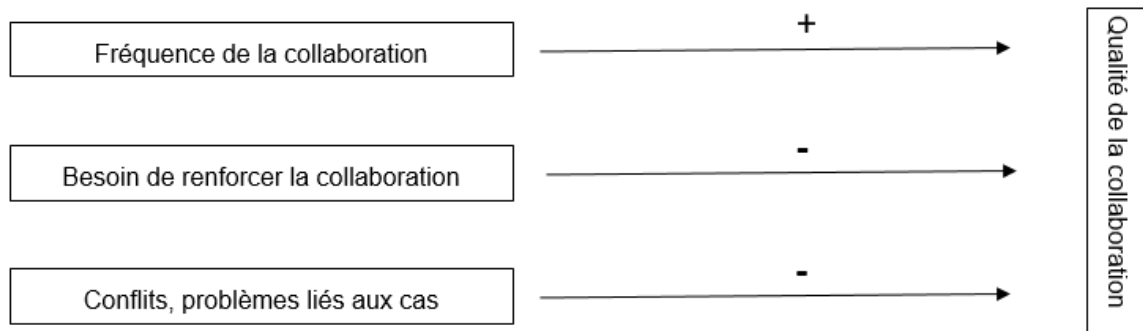 Fréquence de la collaboration
+
Besoin de renforcer la collaboration
-
Conflits, problèmes liés aux cas
-
Qualité de la collaboration